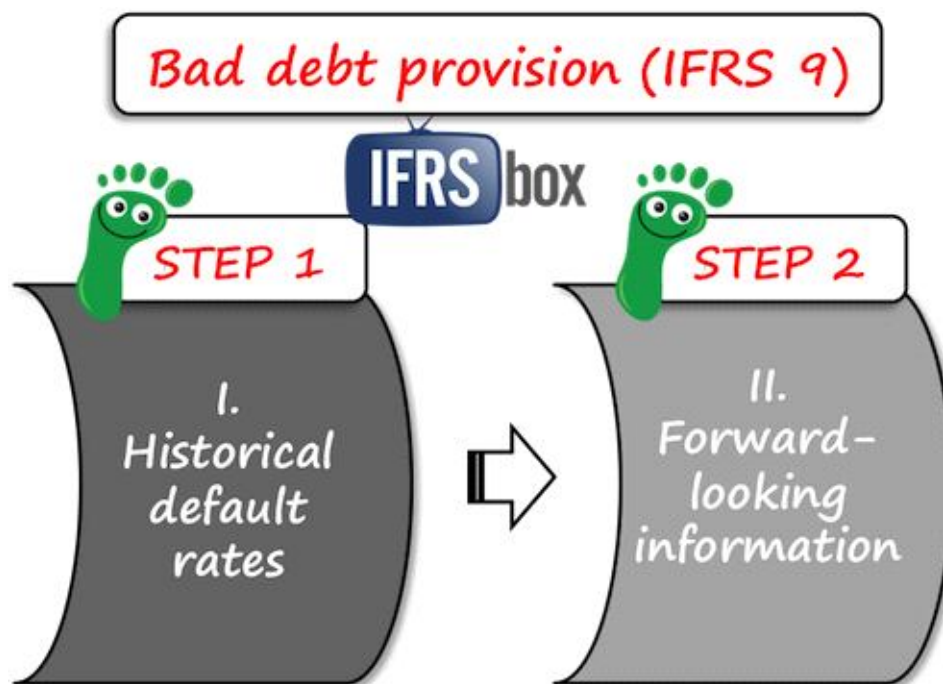 Bad debt provision (IFRS 9)
IFRS box
STEP 1
STEP 2
I.
Historical
default
rates
II.
Forward-
looking
information